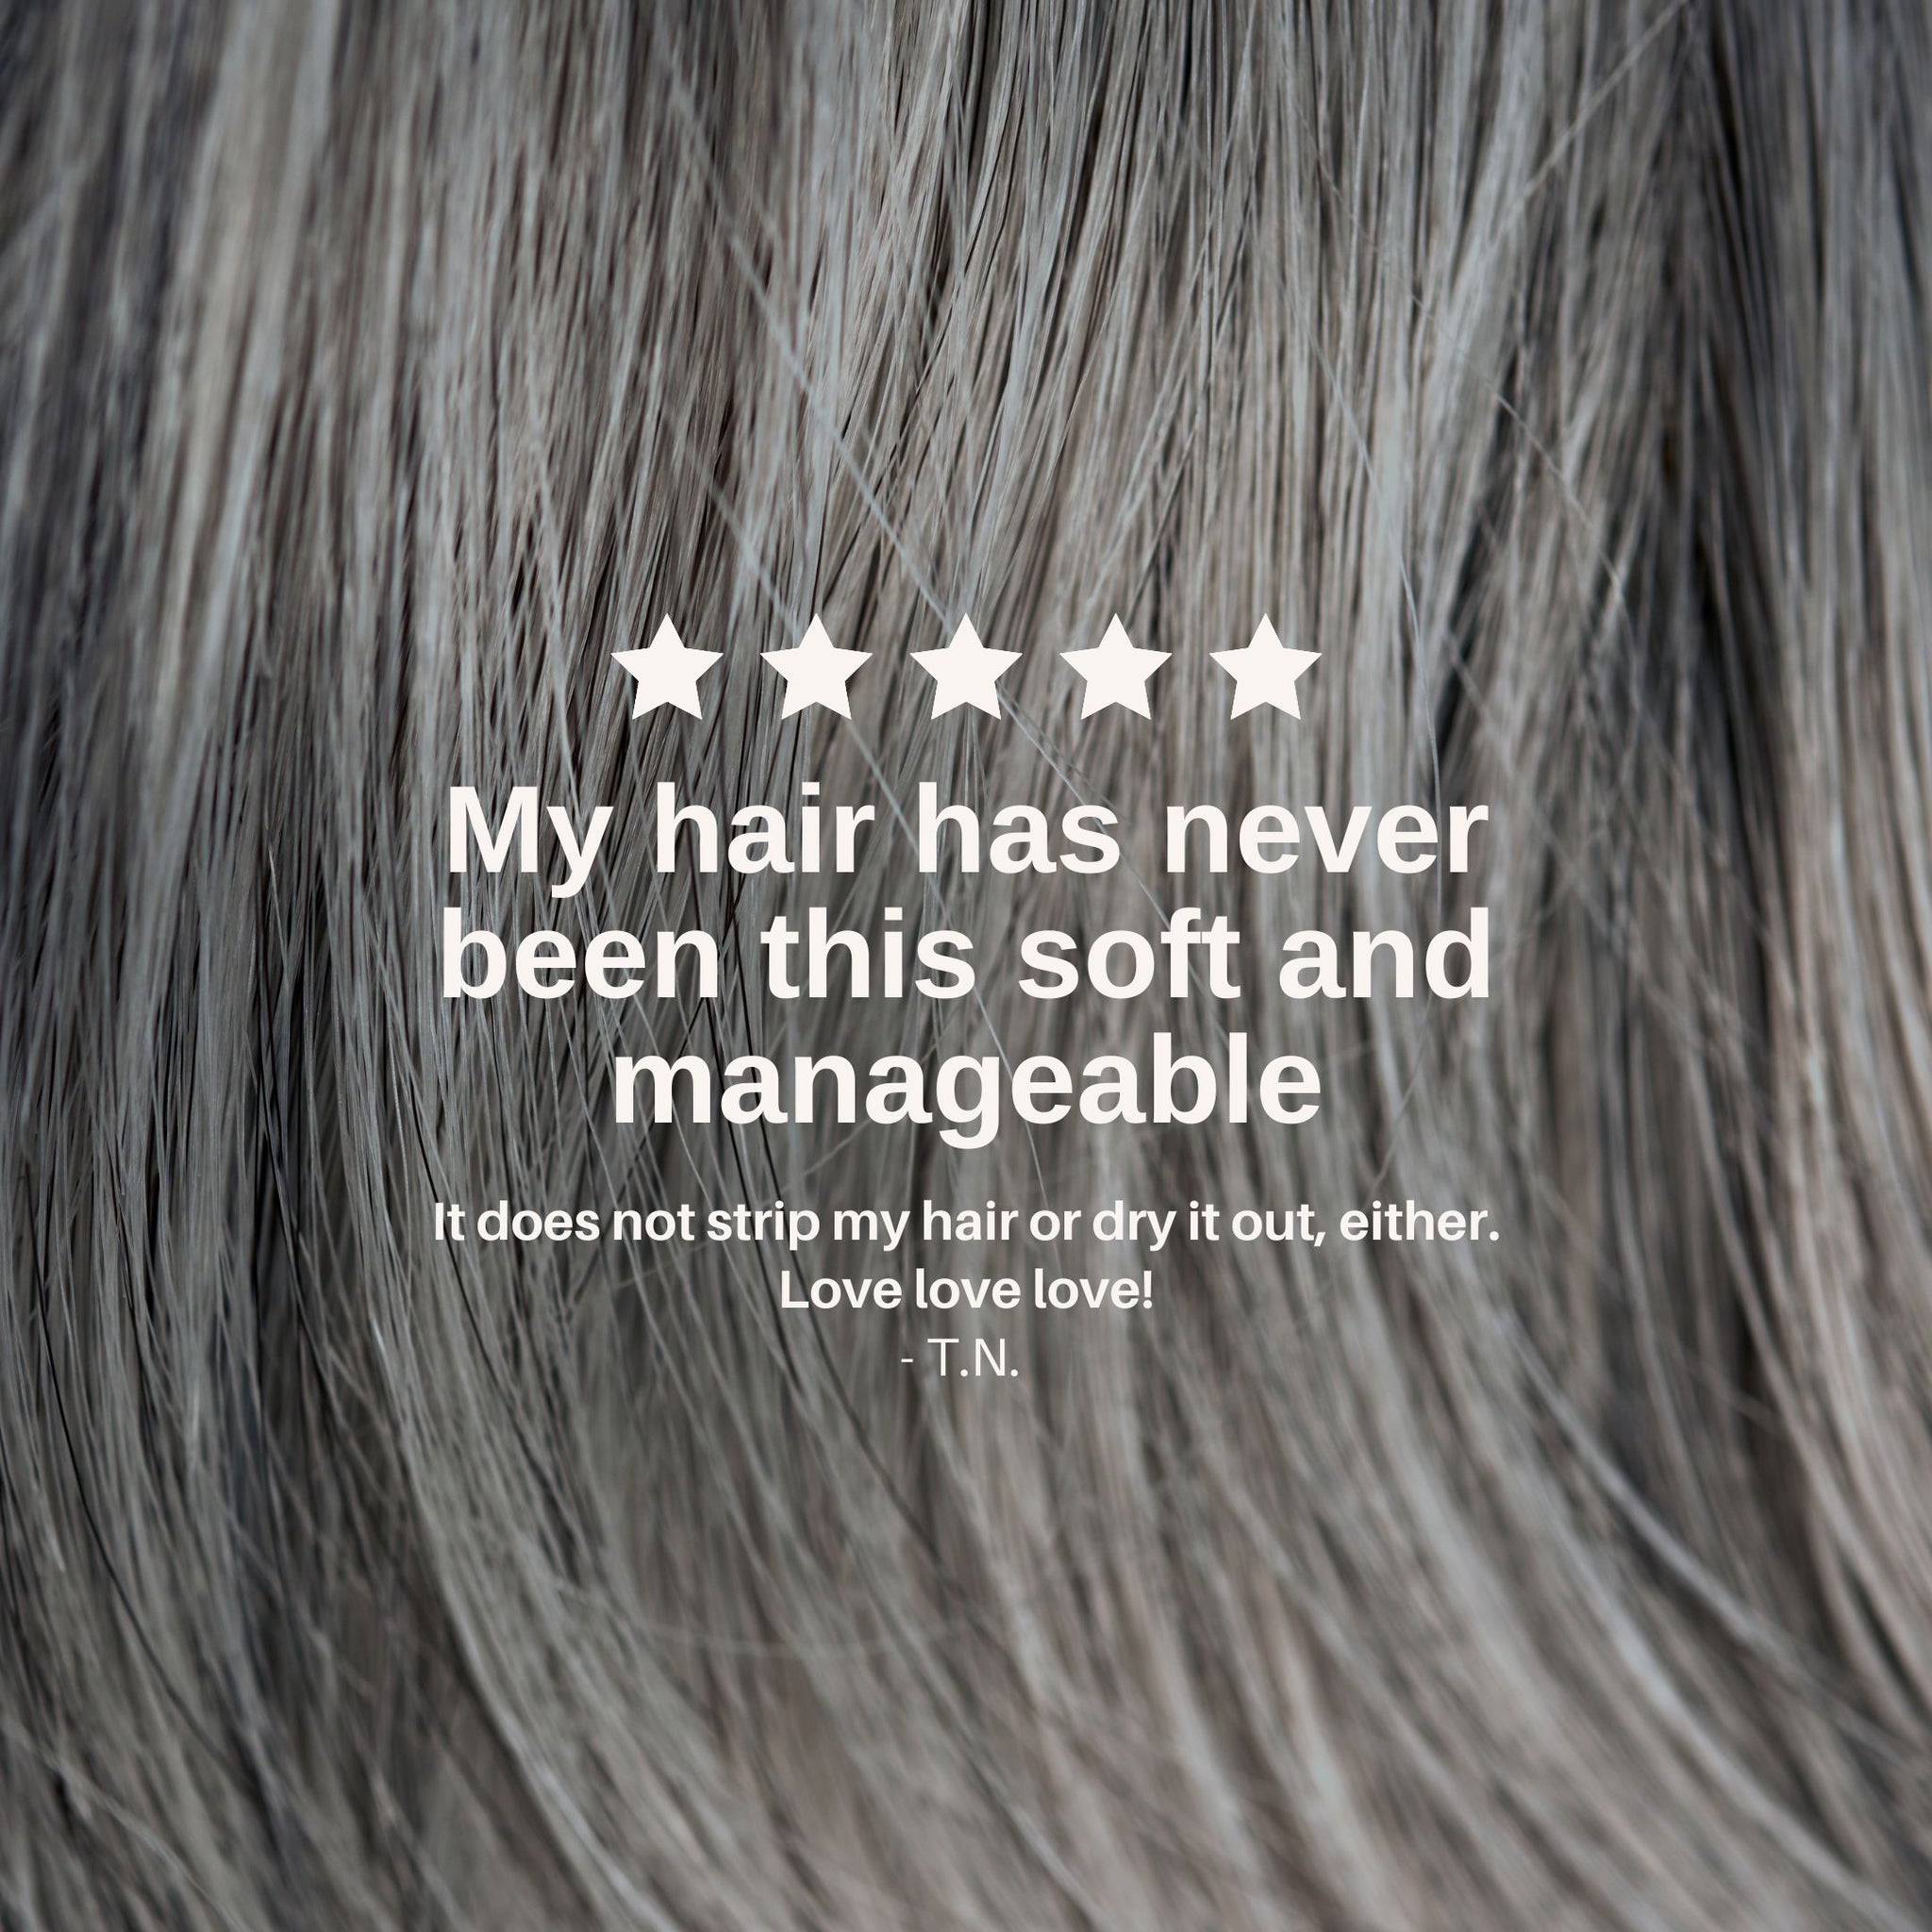 My hair has never
been this soft and
manageable
It does not strip my hair or dry it out, either.
Love love love!
- T.N.